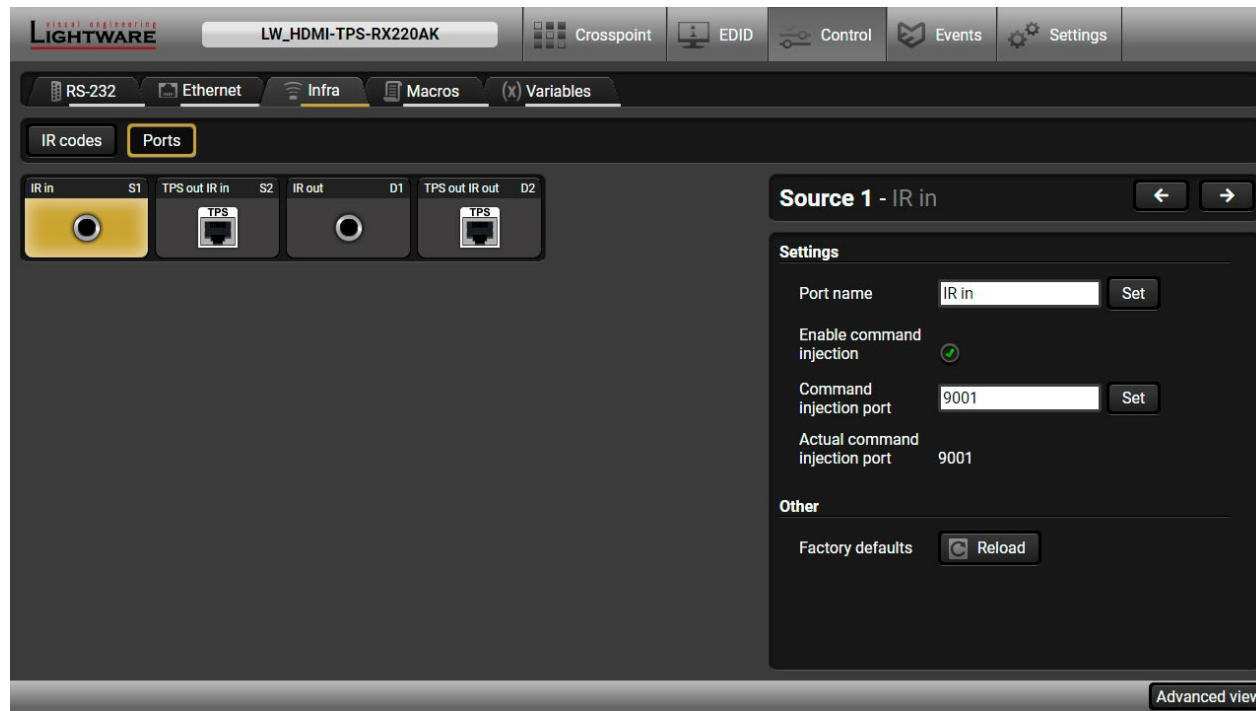 visual engineering
LIGHTWARE
LW_HDMI-TPS-RX220AK
Crosspoint
EDID
Control
Events
Settings
RS-232
Ethernet
Infra
Macros
(x) Variables
IR codes
Ports
IR in S1
TPS out IR in S2
TPS
IR out D1
TPS out IR out D2
TPS
Source 1 - IR in
Settings
Port name
IR in
Set
Enable command
injection
Command
injection port
9001
Set
Actual command
injection port
9001
Other
Factory defaults
Reload
Advanced view